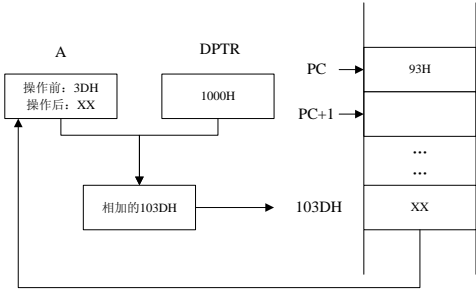 A
DPTR
操作前：3DH
操作后：XX
1000H
PC
93H
PC+1
...
...
相加的103DH
103DH
XX